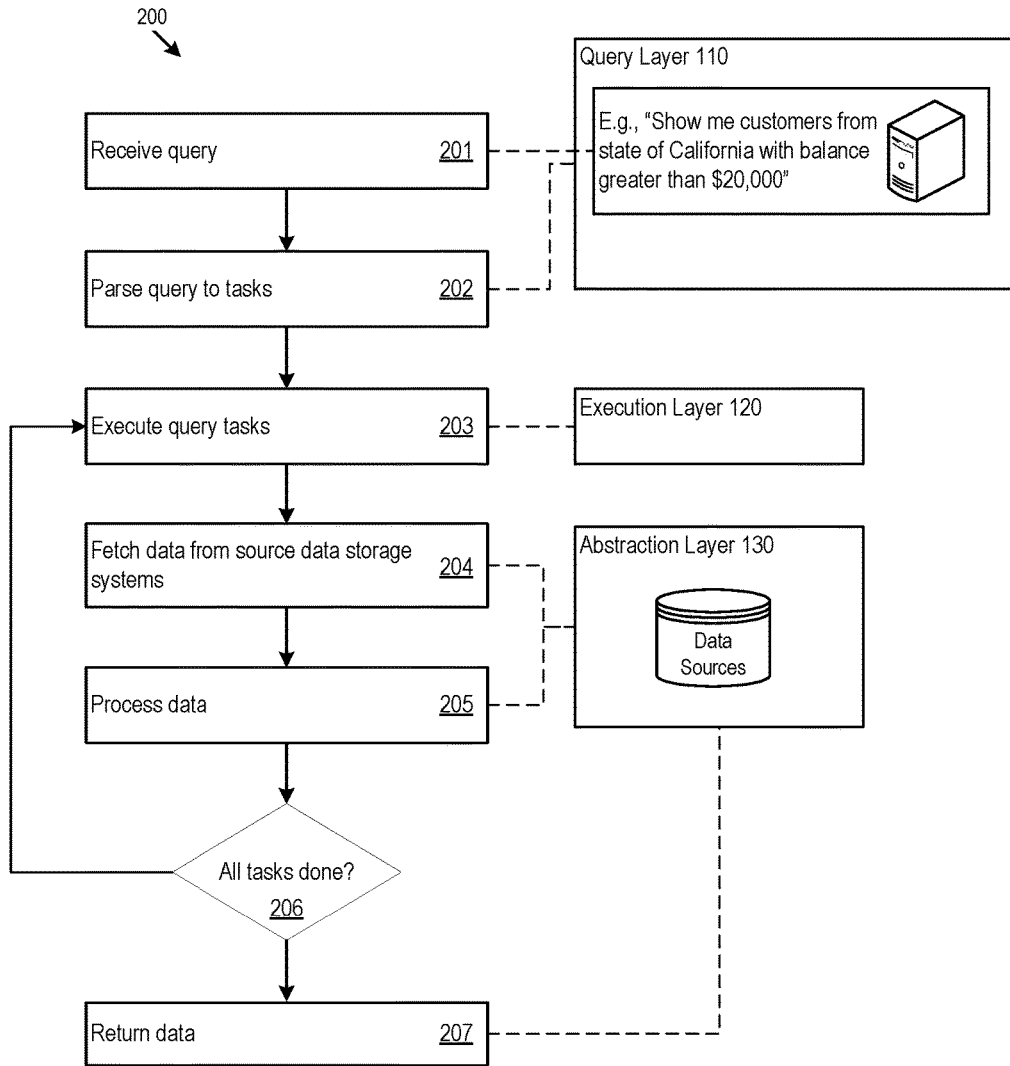 200
Query Layer 110
E.g., “Show me customers from
state of California with balance
greater than $20,000”
Receive query 201
Parse query to tasks 202
Execute query tasks 203
Execution Layer 120
Fetch data from source data storage
systems 204
Abstraction Layer 130
Data
Sources
Process data 205
All tasks done?
206
Return data 207